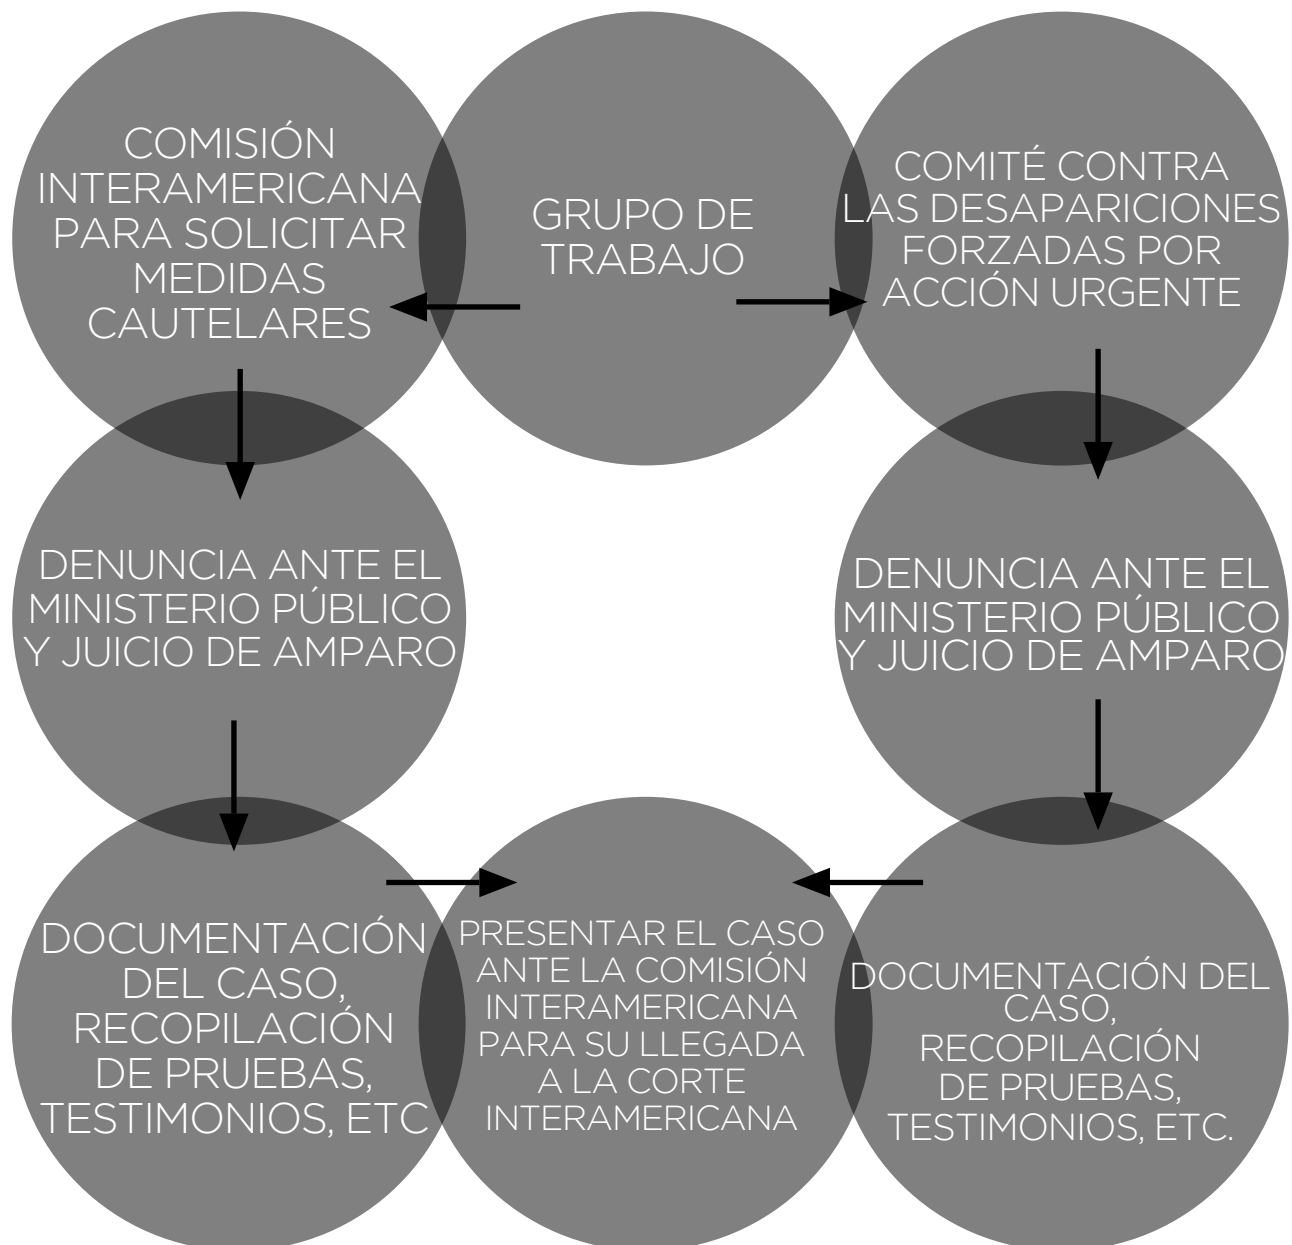 COMISIÓN
INTERAMERICANA
PARA SOLICITAR
MEDIDAS
CAUTELARES
GRUPO DE
TRABAJO
COMITÉ CONTRA
LAS DESAPARICIONES
FORZADAS POR
ACCIÓN URGENTE
DENUNCIA ANTE EL
MINISTERIO PÚBLICO
Y JUICIO DE AMPARO
DENUNCIA ANTE EL
MINISTERIO PÚBLICO
Y JUICIO DE AMPARO
DOCUMENTACIÓN
DEL CASO,
RECOPILACIÓN
DE PRUEBAS,
TESTIMONIOS, ETC
PRESENTAR EL CASO
ANTE LA COMISIÓN
INTERAMERICANA
PARA SU LLEGADA
A LA CORTE
INTERAMERICANA
DOCUMENTACIÓN DEL
CASO,
RECOPILACIÓN
DE PRUEBAS,
TESTIMONIOS, ETC.